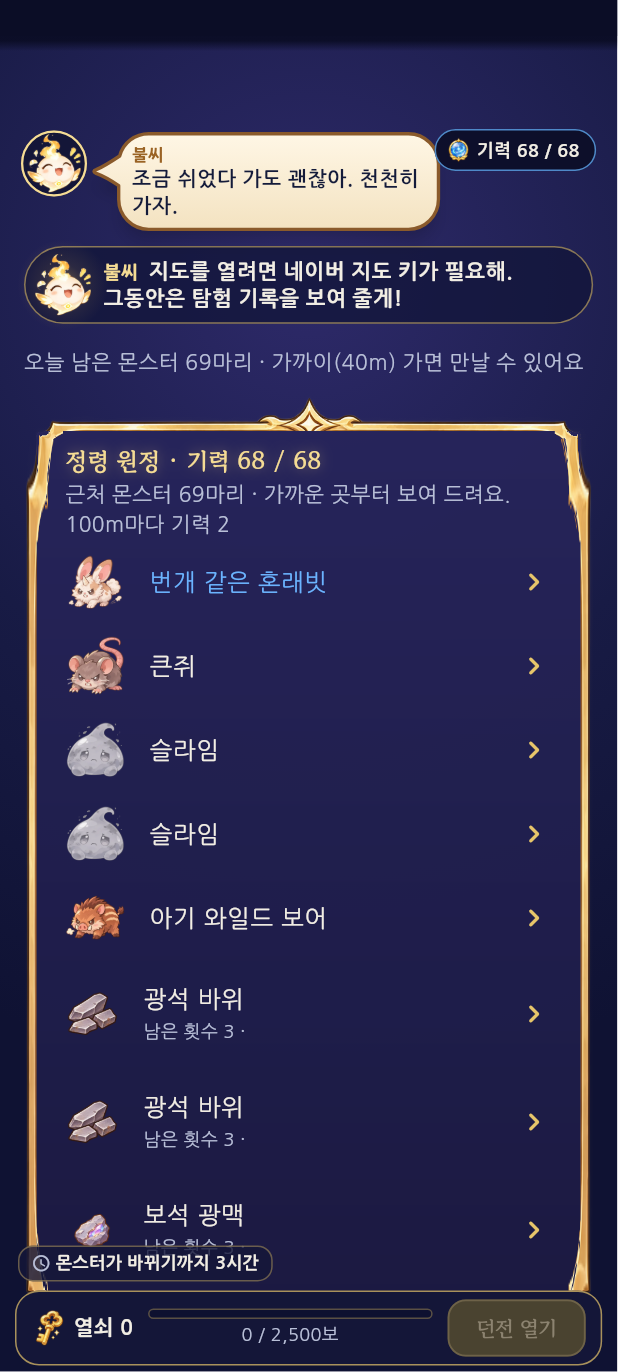 불씨
조금 쉬었다 가도 괜찮아. 천천히
가자.
기력 68 / 68
불씨 지도를 열려면 네이버 지도 키가 필요해.
그동안은 탐험 기록을 보여 줄게!
오늘 남은 몬스터 69마리 · 가까이(40m) 가면 만날 수 있어요
정령 원정 · 기력 68 / 68
근처 몬스터 69마리 · 가까운 곳부터 보여 드려요.
100m마다 기력 2
번개 같은 혼래빗
큰쥐
슬라임
슬라임
아기 와일드 보어
광석 바위
남은 횟수 3 ·
광석 바위
남은 횟수 3 ·
보석 광맥
남은 횟수 3 ·
몬스터가 바뀌기까지 3시간
열쇠 0
0 / 2,500보
던전 열기